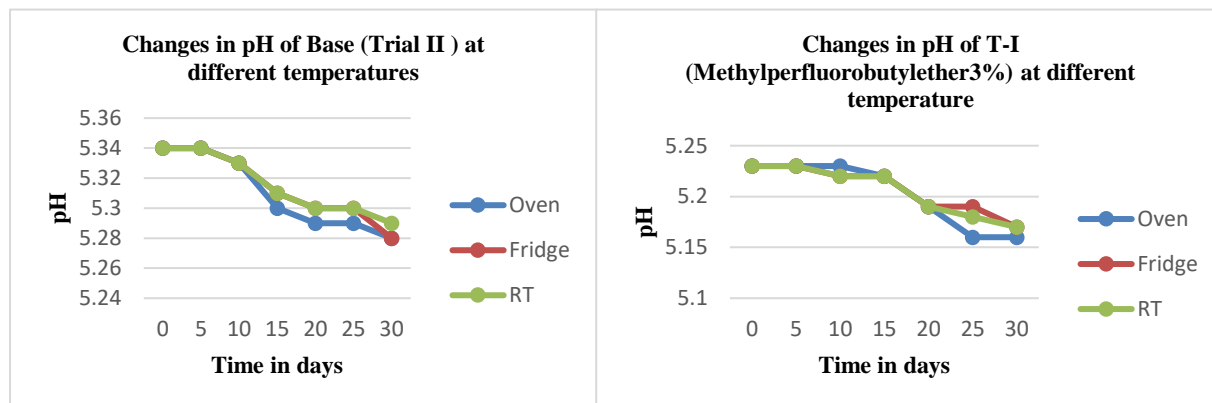 Changes in pH of Base (Trial II ) at
different temperatures
5.36
5.34
5.32
5.3
5.28
5.26
5.24
pH
0 5 10 15 20 25 30
Time in days
Oven
Fridge
RT
Changes in pH of T-I
(Methylperfluorobutylether3%) at different
temperature
5.25
5.2
5.15
5.1
pH
0 5 10 15 20 25 30
Time in days
Oven
Fridge
RT